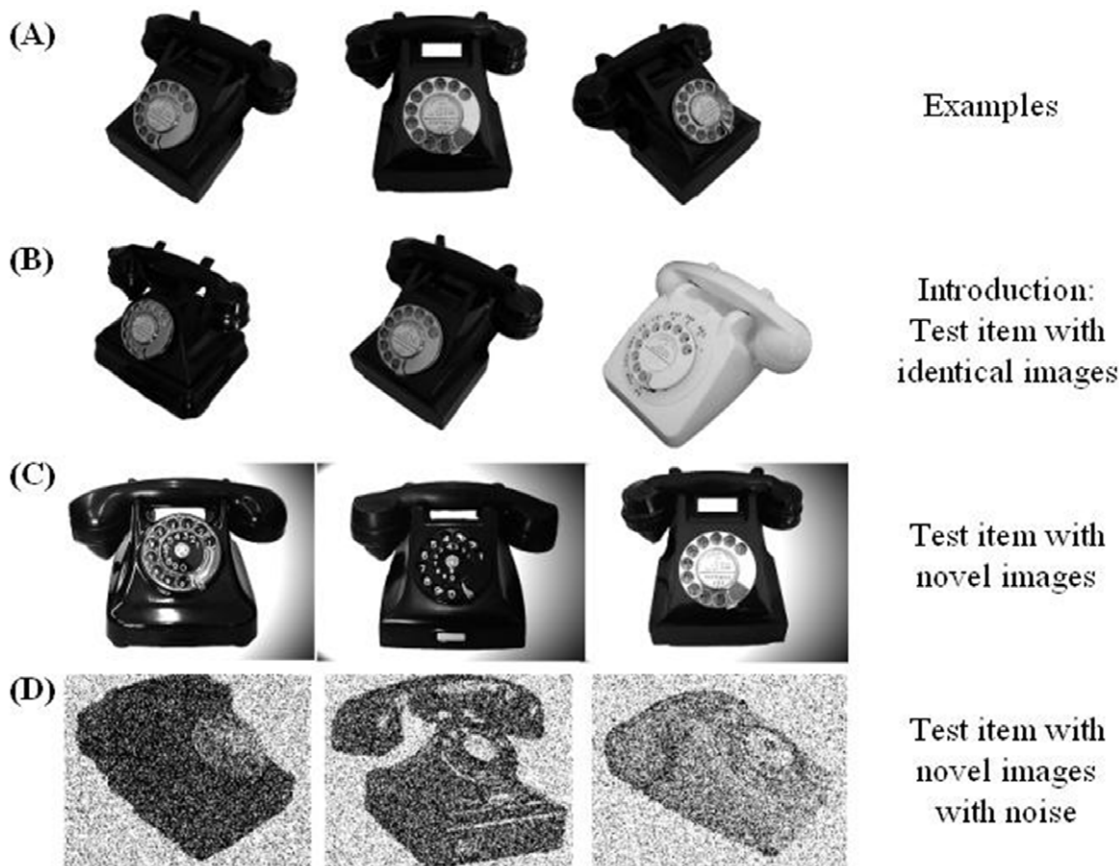 (A)
Examples
(B)
Introduction:
Test item with
identical images
(C)
Test item with
novel images
(D)
Test item with
novel images
with noise